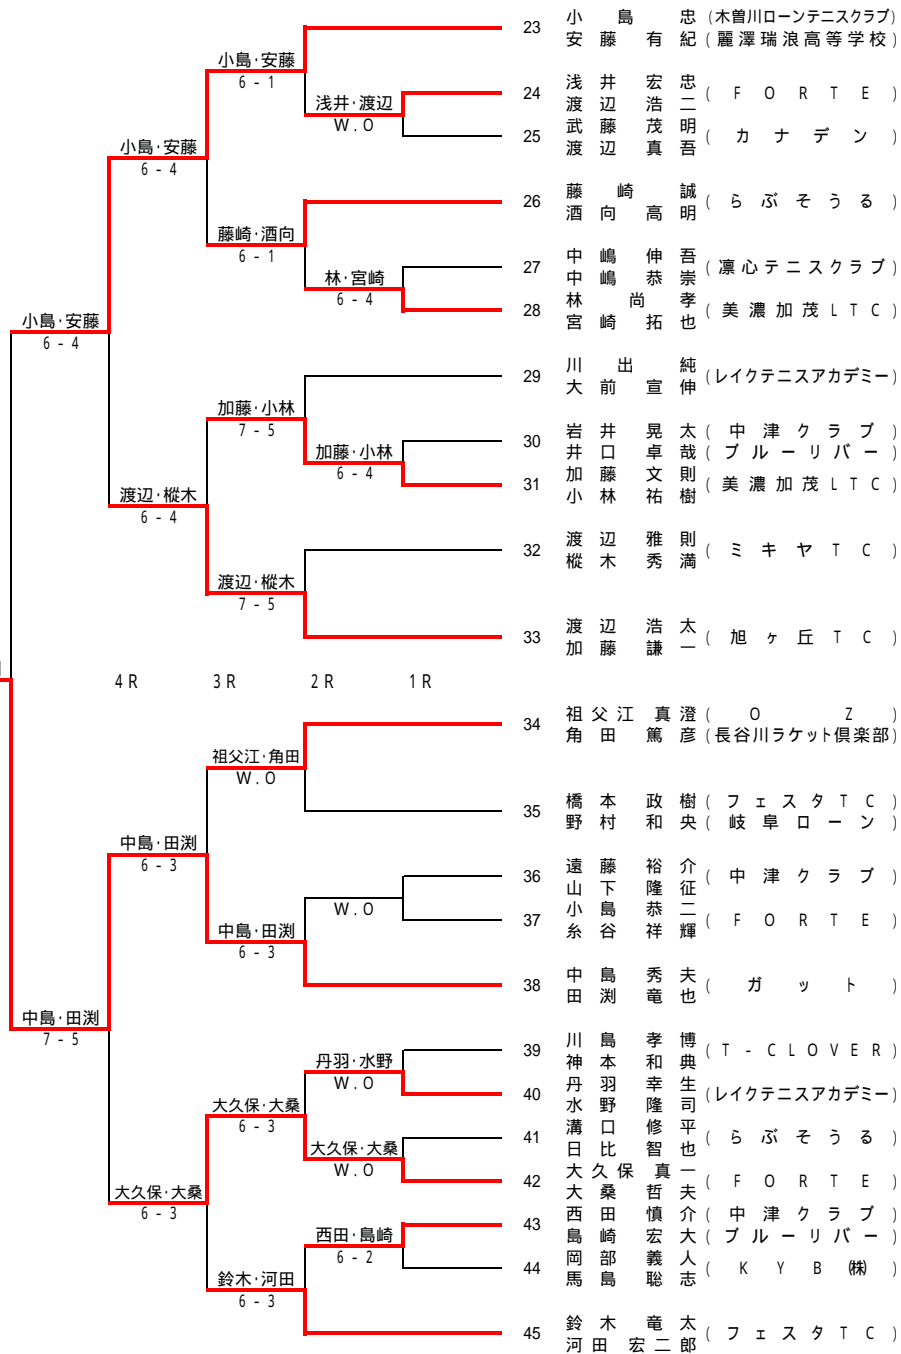 23 小島 忠 (木曽川ローンテニスクラブ)
安藤 有紀 (麗澤瑞浪高等学校)
小島·安藤
6 - 1
24 浅井 宏忠 (FORTE)
渡辺 浩二
浅井·渡辺
W.O
25 武藤 茂明 (カナデン)
渡辺 真吾
小島·安藤
6 - 4
26 藤崎 誠 (らぶそうる)
酒向 高明
藤崎·酒向
6 - 1
27 中嶋 伸吾 (凛心テニスクラブ)
中嶋 恭崇
林·宮崎
6 - 4
28 林 尚孝 (美濃加茂LTC)
宮崎 拓也
小島·安藤
6 - 4
29 川出 純 (レイクテニスアカデミー)
大前 宣伸
加藤·小林
7 - 5
30 岩井 晃太 (中津クラブ)
井口 卓哉 (ブルーリバー)
加藤·小林
6 - 4
31 加藤 文則 (美濃加茂LTC)
小林 祐樹
渡辺·樅木
6 - 4
32 渡辺 雅則 (ミキヤTC)
樅木 秀満
渡辺·樅木
7 - 5
33 渡辺 浩太 (旭ヶ丘TC)
加藤 謙一
4R 3R 2R 1R
34 祖父江 真澄 (OZ)
角田 篤彦 (長谷川ラケット倶楽部)
祖父江·角田
W.O
35 橋本 政樹 (フェスタTC)
野村 和央 (岐阜ローン)
中島·田渕
6 - 3
36 遠藤 裕介 (中津クラブ)
山下 隆征
W.O
37 小島 恭二 (FORTE)
糸谷 祥輝
中島·田渕
6 - 3
38 中島 秀夫 (ガット)
田渕 竜也
中島·田渕
7 - 5
39 川島 孝博 (T-CLOVER)
神本 和典
丹羽·水野
W.O
40 丹羽 幸生 (レイクテニスアカデミー)
水野 隆司
大久保·大桑
6 - 3
41 溝口 修平 (らぶそうる)
日比 智也
大久保·大桑
W.O
42 大久保 真一 (FORTE)
大桑 哲夫
大久保·大桑
6 - 3
43 西田 慎介 (中津クラブ)
島崎 宏大 (ブルーリバー)
西田·島崎
6 - 2
44 岡部 義人 (KYB㈱)
馬島 聡志
鈴木·河田
6 - 3
45 鈴木 竜太 (フェスタTC)
河田 宏二郎